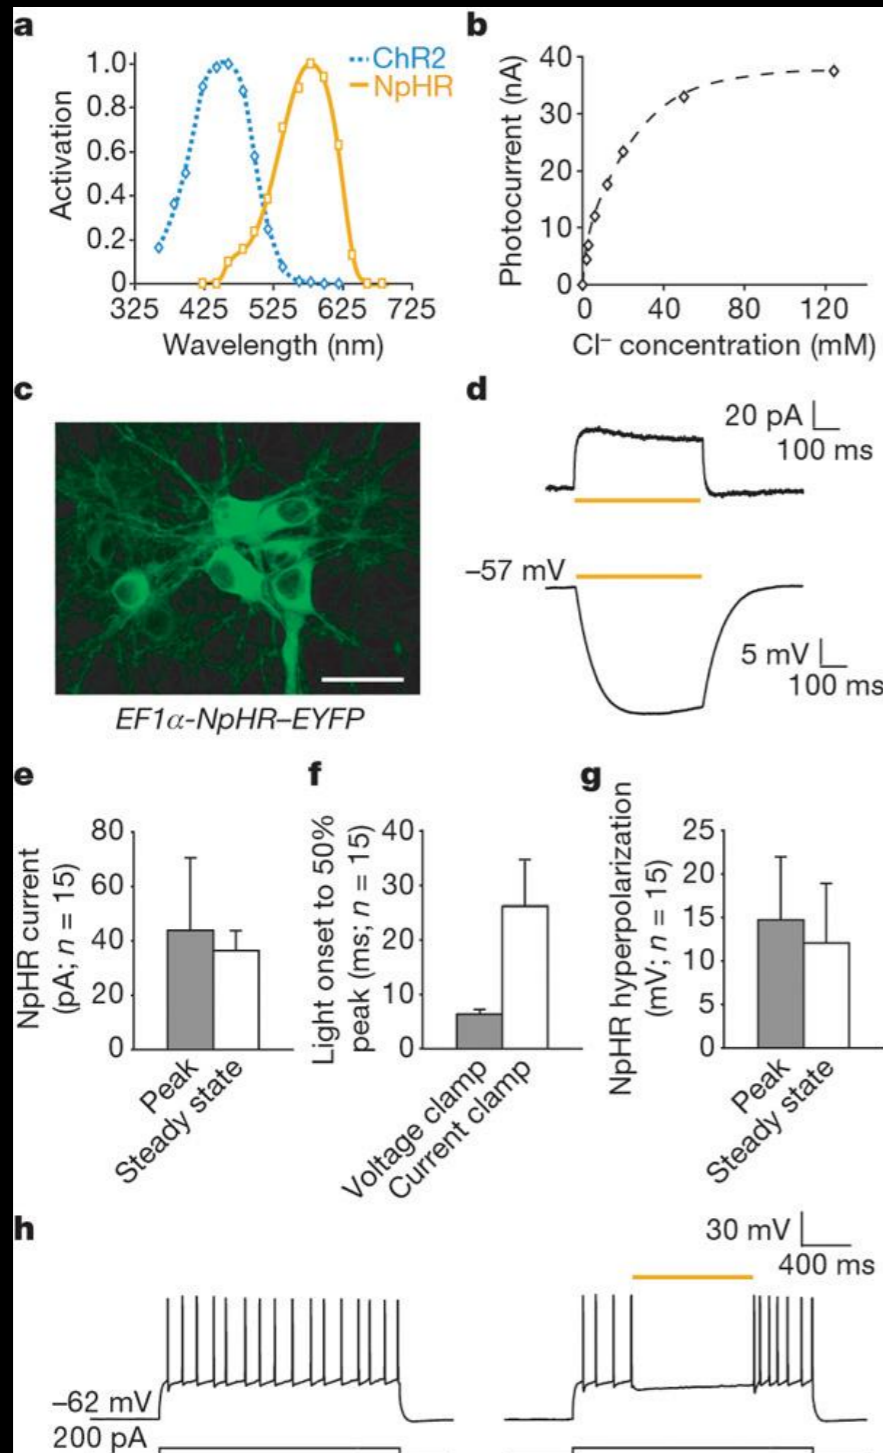 a
ChR2
NpHR
Activation
1.0
0.8
0.6
0.4
0.2
0
325 425 525 625 725
Wavelength (nm)
b
Photocurrent (nA)
40
30
20
10
0
0 40 80 120
Cl⁻ concentration (mM)
c
EF1α-NpHR–EYFP
d
20 pA
100 ms
–57 mV
5 mV
100 ms
e
NpHR current
(pA; n = 15)
80
60
40
20
0
Peak
Steady state
f
Light onset to 50%
peak (ms; n = 15)
40
30
20
10
0
Voltage clamp
Current clamp
g
NpHR hyperpolarization
(mV; n = 15)
25
20
15
10
5
0
Peak
Steady state
h
30 mV
400 ms
–62 mV
200 pA